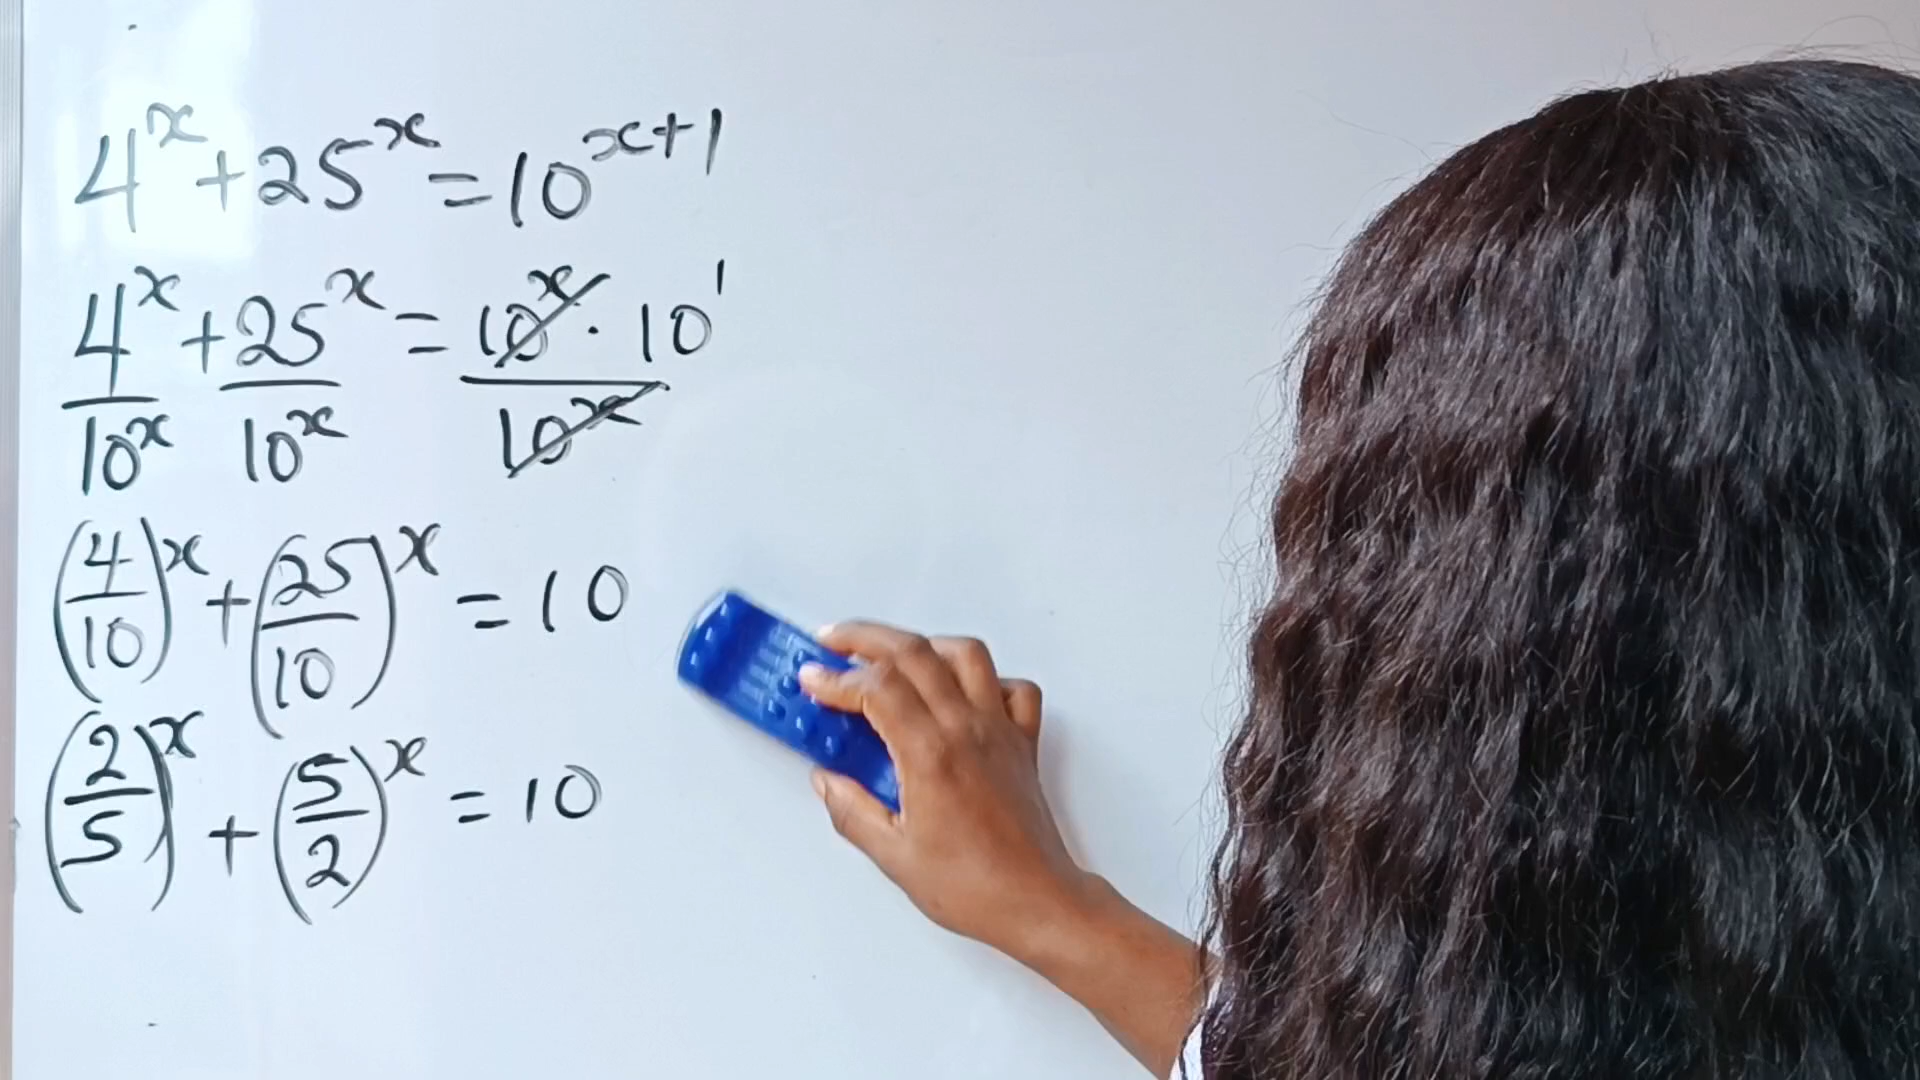 4^x + 25^x = 10^{x+1}
4^x/10^x + 25^x/10^x = 10^x · 10^1/10^x
(4/10)^x + (25/10)^x = 10
(2/5)^x + (5/2)^x = 10